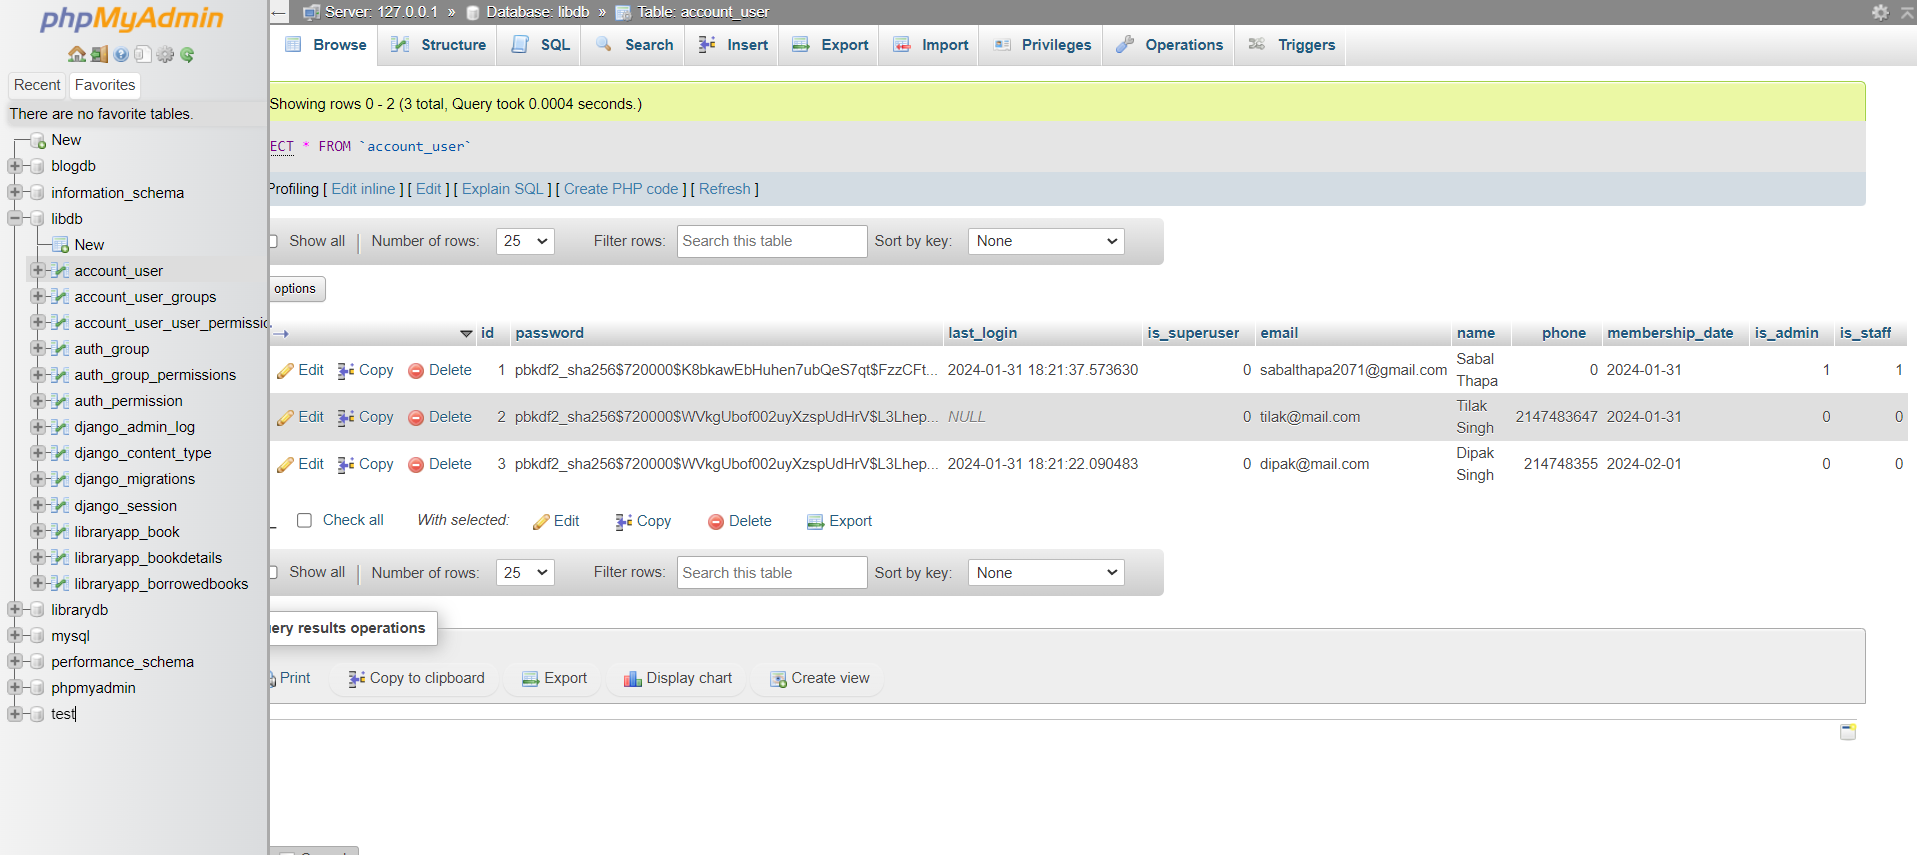 phpMyAdmin
Recent Favorites
There are no favorite tables.
New
blogdb
information_schema
libdb
New
account_user
account_user_groups
account_user_user_permissic
auth_group
auth_group_permissions
auth_permission
django_admin_log
django_content_type
django_migrations
django_session
libraryapp_book
libraryapp_bookdetails
libraryapp_borrowedbooks
librarydb
mysql
performance_schema
phpmyadmin
test
← Server: 127.0.0.1 » Database: libdb » Table: account_user
Browse Structure SQL Search Insert Export Import Privileges Operations Triggers
Showing rows 0 - 2 (3 total, Query took 0.0004 seconds.)
ECT * FROM `account_user`
Profiling [ Edit inline ] [ Edit ] [ Explain SQL ] [ Create PHP code ] [ Refresh ]
Show all | Number of rows: 25 Filter rows: Search this table Sort by key: None
options
→ id password last_login is_superuser email name phone membership_date is_admin is_staff
Edit Copy Delete 1 pbkdf2_sha256$720000$K8bkawEbHuhen7ubQeS7qt$FzzCFt... 2024-01-31 18:21:37.573630 0 sabalthapa2071@gmail.com Sabal Thapa 0 2024-01-31 1 1
Edit Copy Delete 2 pbkdf2_sha256$720000$WVkgUbof002uyXzspUdHrV$L3Lhep... NULL 0 tilak@mail.com Tilak Singh 2147483647 2024-01-31 0 0
Edit Copy Delete 3 pbkdf2_sha256$720000$WVkgUbof002uyXzspUdHrV$L3Lhep... 2024-01-31 18:21:22.090483 0 dipak@mail.com Dipak Singh 214748355 2024-02-01 0 0
Check all With selected: Edit Copy Delete Export
Show all | Number of rows: 25 Filter rows: Search this table Sort by key: None
ery results operations
Print Copy to clipboard Export Display chart Create view